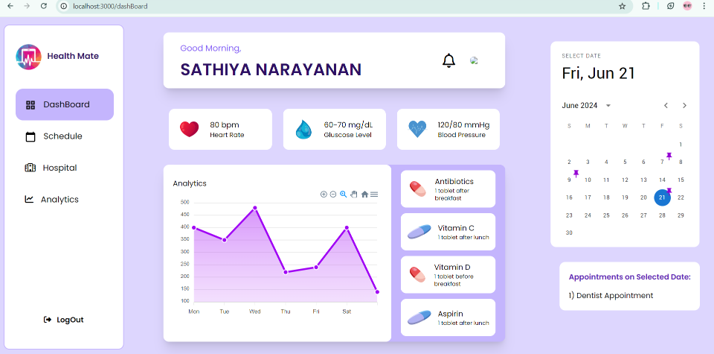 localhost:3000/dashBoard
Health Mate
DashBoard
Schedule
Hospital
Analytics
LogOut
Good Morning,
SATHIYA NARAYANAN
80 bpm
Heart Rate
60-70 mg/dL
Gluscose Level
120/80 mmHg
Blood Pressure
Analytics
500
450
400
350
300
250
200
150
100
Mon Tue Wed Thu Fri Sat
Antibiotics
1 tablet after
breakfast
Vitamin C
1 tablet after lunch
Vitamin D
1 tablet before
breakfast
Aspirin
1 tablet after lunch
SELECT DATE
Fri, Jun 21
June 2024
S M T W T F S
1
2 3 4 5 6 7 8
9 10 11 12 13 14 15
16 17 18 19 20 21 22
23 24 25 26 27 28 29
30
Appointments on Selected Date:
1) Dentist Appointment